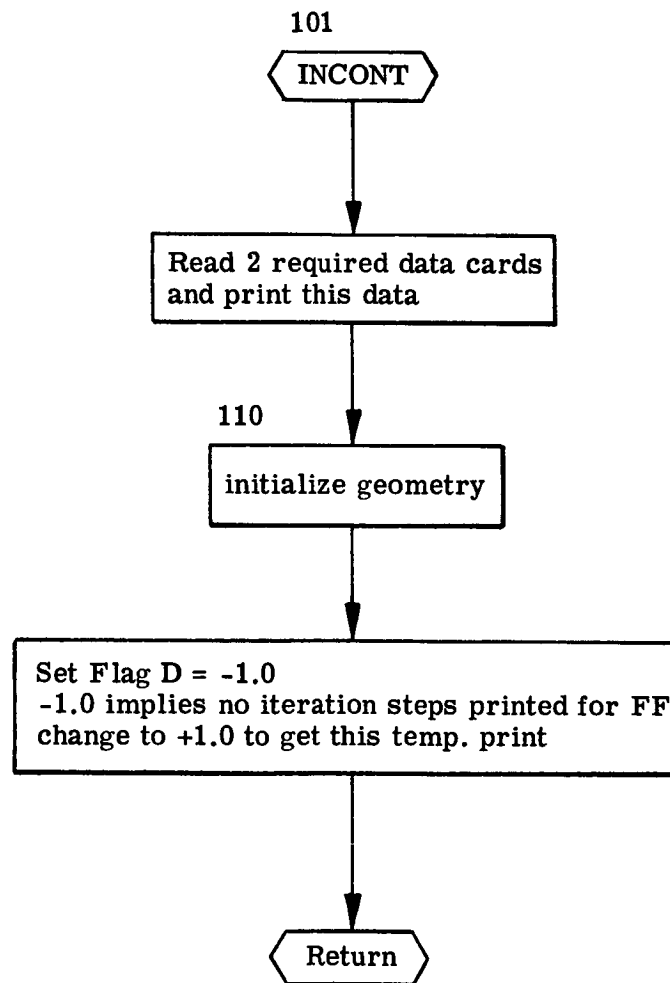 101
INCONT
Read 2 required data cards
and print this data
110
initialize geometry
Set Flag D = -1.0
-1.0 implies no iteration steps printed for FF
change to +1.0 to get this temp. print
Return